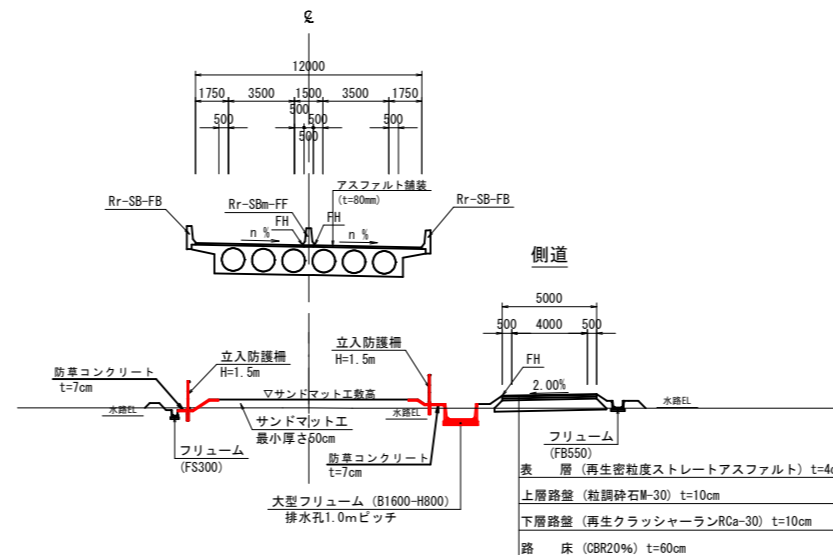 ℄
12000
1750 3500 1500 3500 1750
500 500 500 500
500
アスファルト舗装
(t=80mm)
Rr-SB-FB
Rr-SBm-FF
Rr-SB-FB
FH FH
n % n %
側道
5000
500 4000 500
FH
2.00%
立入防護柵
H=1.5m
立入防護柵
H=1.5m
防草コンクリート
t=7cm
▽サンドマット工敷高
水路EL
水路EL
水路EL
サンドマット工
最小厚さ50cm
フリューム
(FS300)
防草コンクリート
t=7cm
フリューム
(FB550)
大型フリューム (B1600-H800)
排水孔1.0mピッチ
表 層 (再生密粒度ストレートアスファルト) t=4c
上層路盤 (粒調砕石M-30) t=10cm
下層路盤 (再生クラッシャーランRCa-30) t=10cm
路 床 (CBR20%) t=60cm